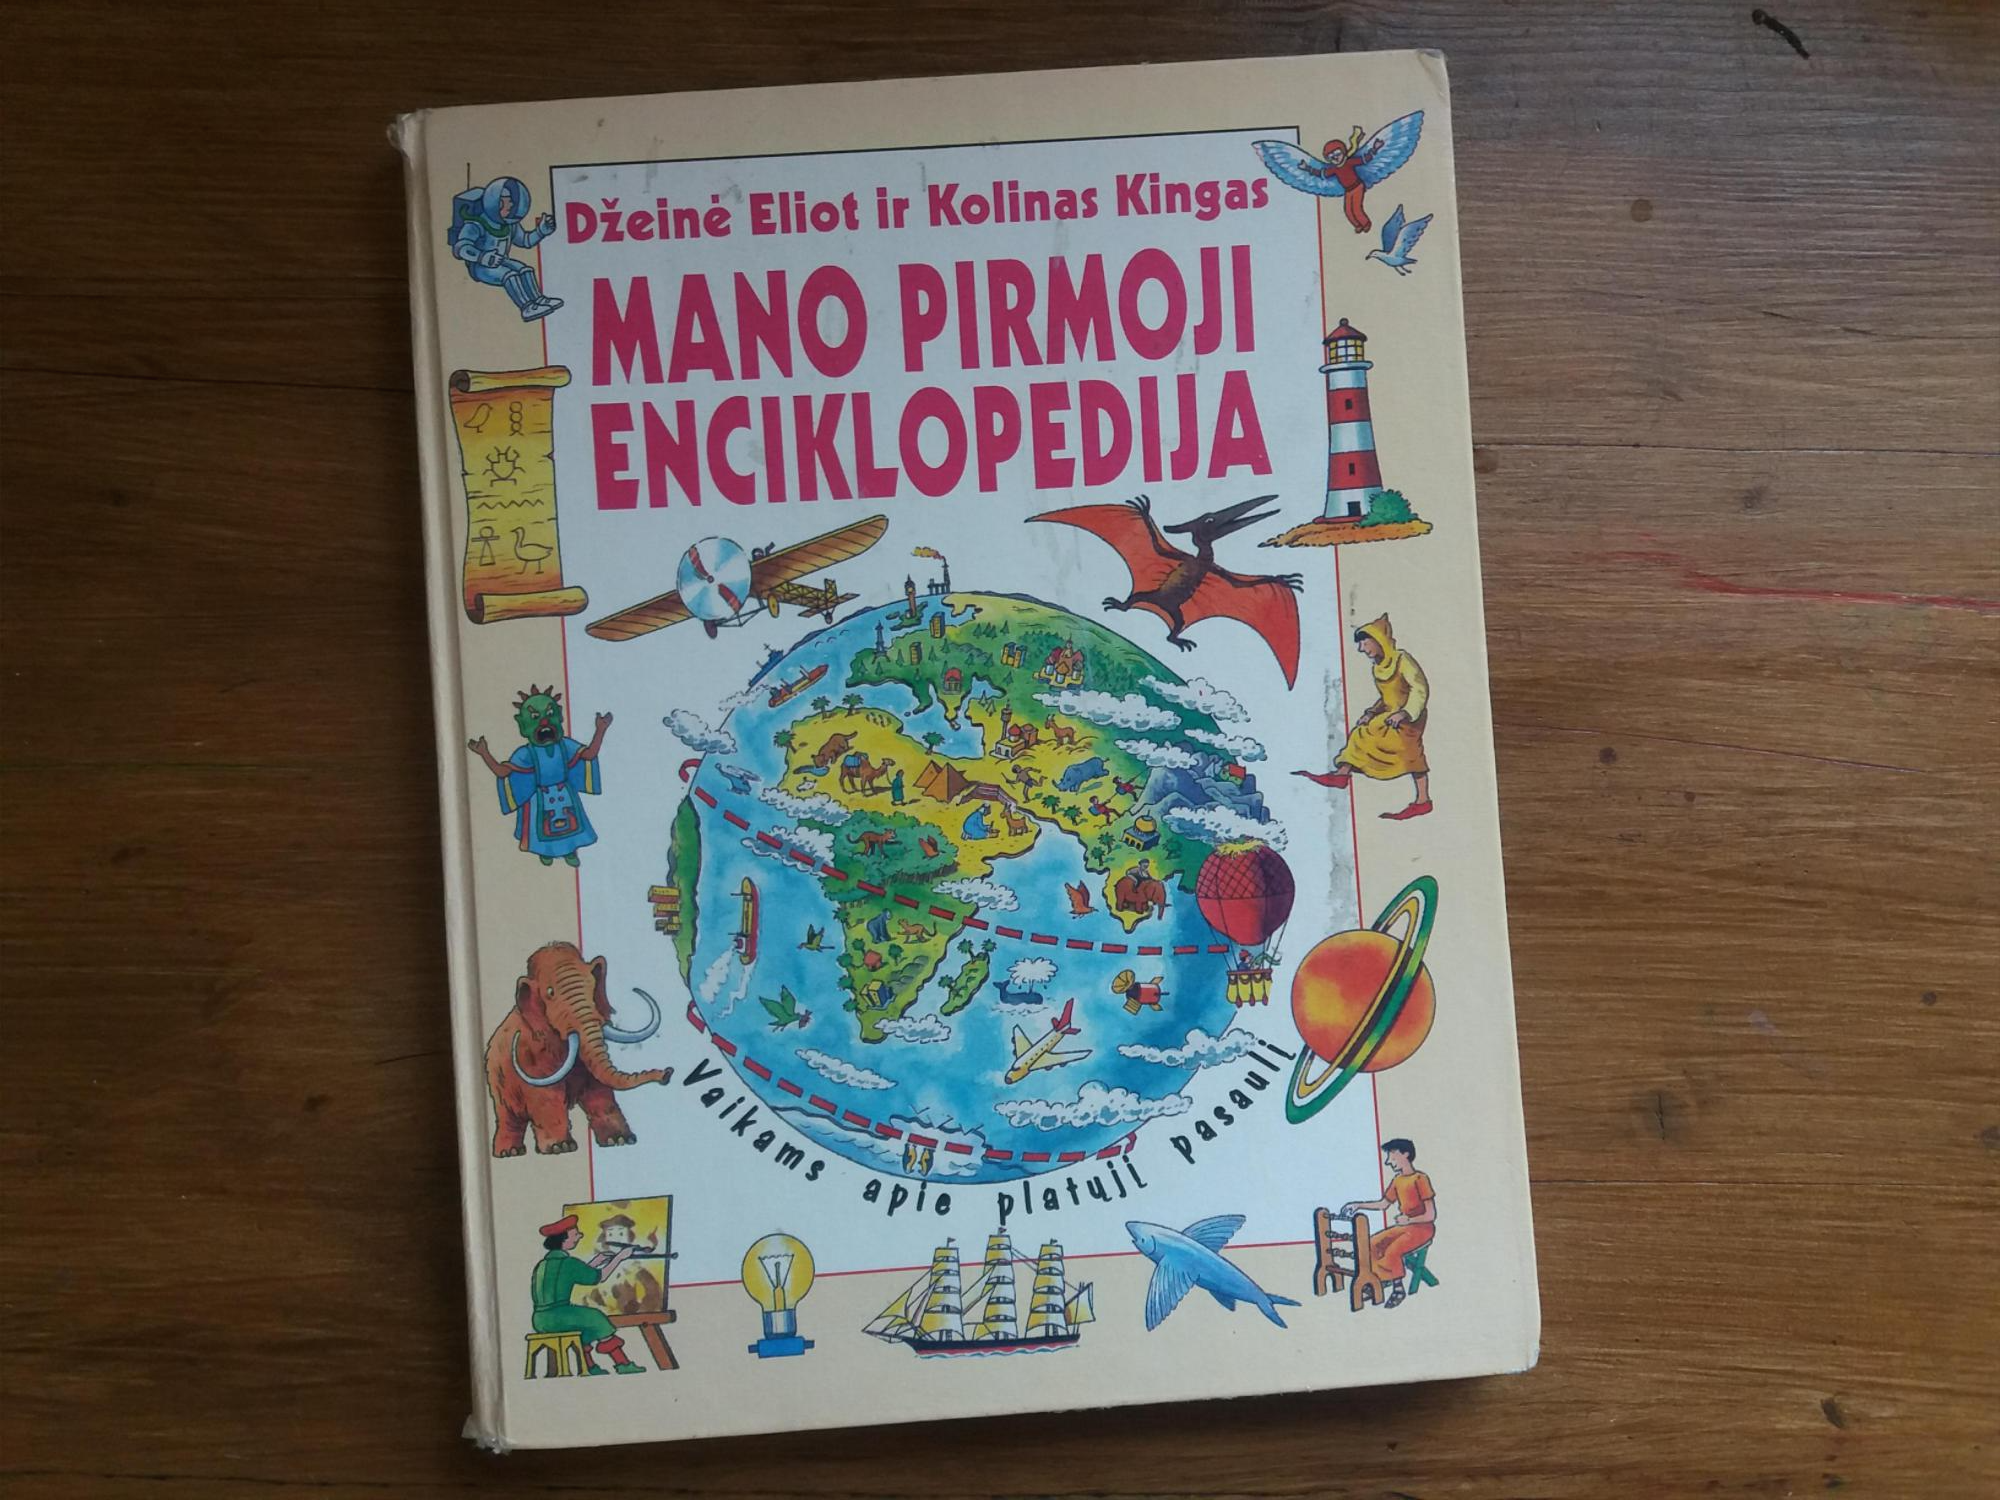 Džeinė Eliot ir Kolinas Kingas
MANO PIRMOJI
ENCIKLOPEDIJA
Vaikams apie platųjį pasaulį